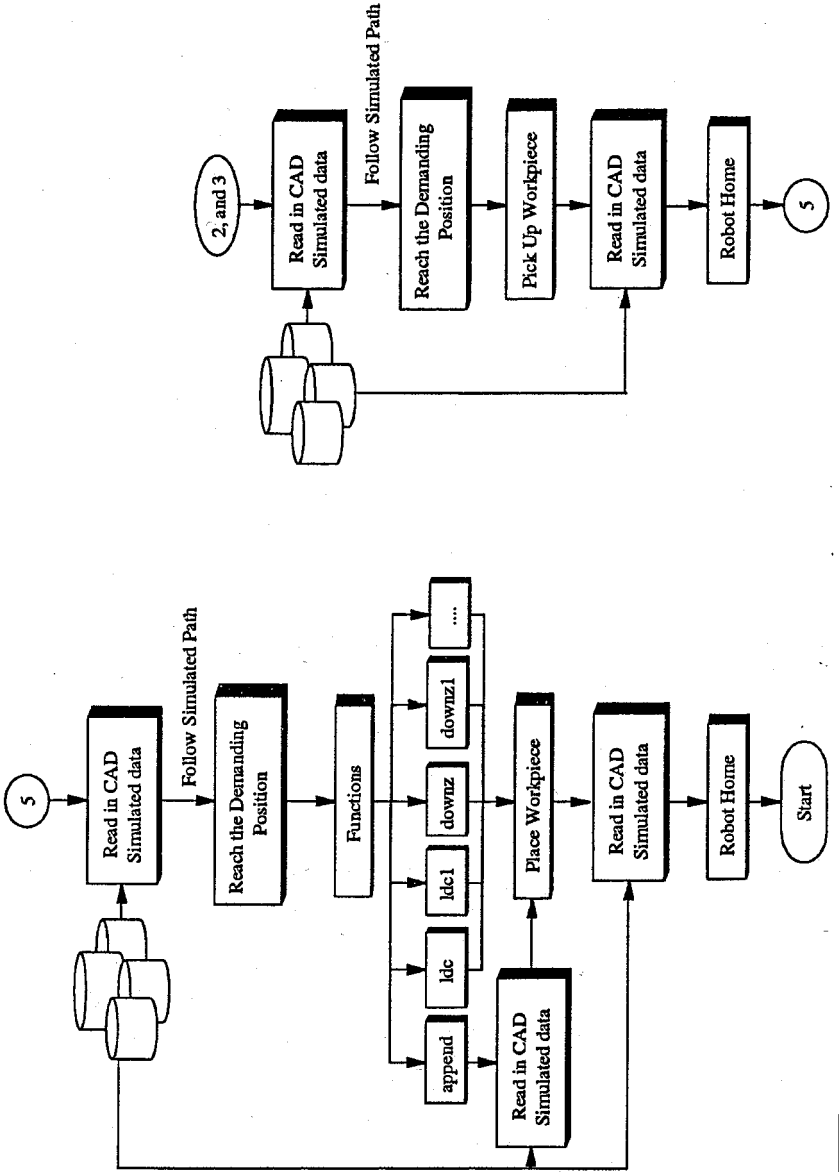 5
Read in CAD
Simulated data
Follow Simulated Path
Reach the Demanding
Position
Functions
append
ldc
ldc1
downz
downz1
....
Read in CAD
Simulated data
Place Workpiece
Read in CAD
Simulated data
Robot Home
Start
2, and 3
Read in CAD
Simulated data
Follow Simulated Path
Reach the Demanding
Position
Pick Up Workpiece
Read in CAD
Simulated data
Robot Home
5